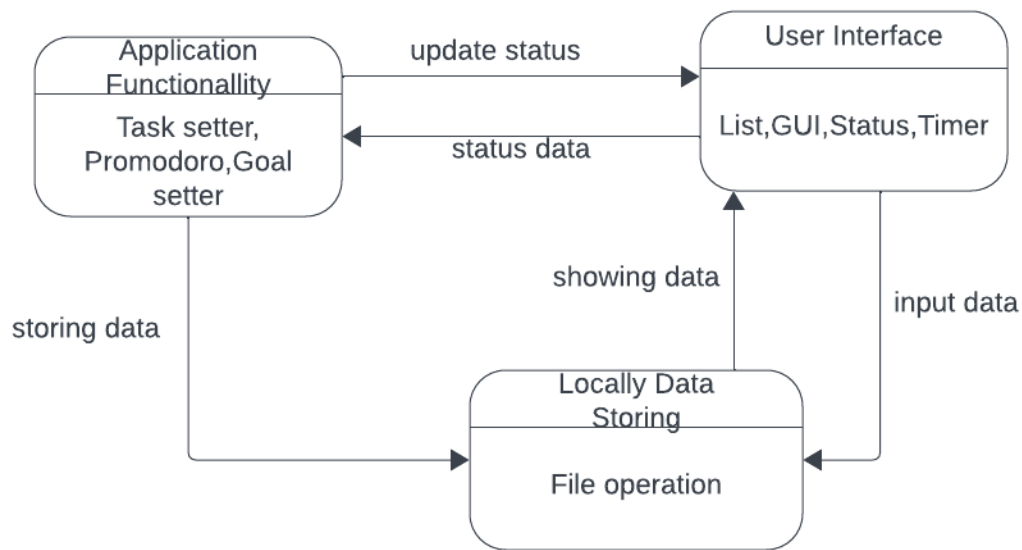 Application
Functionallity
Task setter,
Promodoro,Goal
setter
update status
status data
User Interface
List,GUI,Status,Timer
storing data
showing data
input data
Locally Data
Storing
File operation